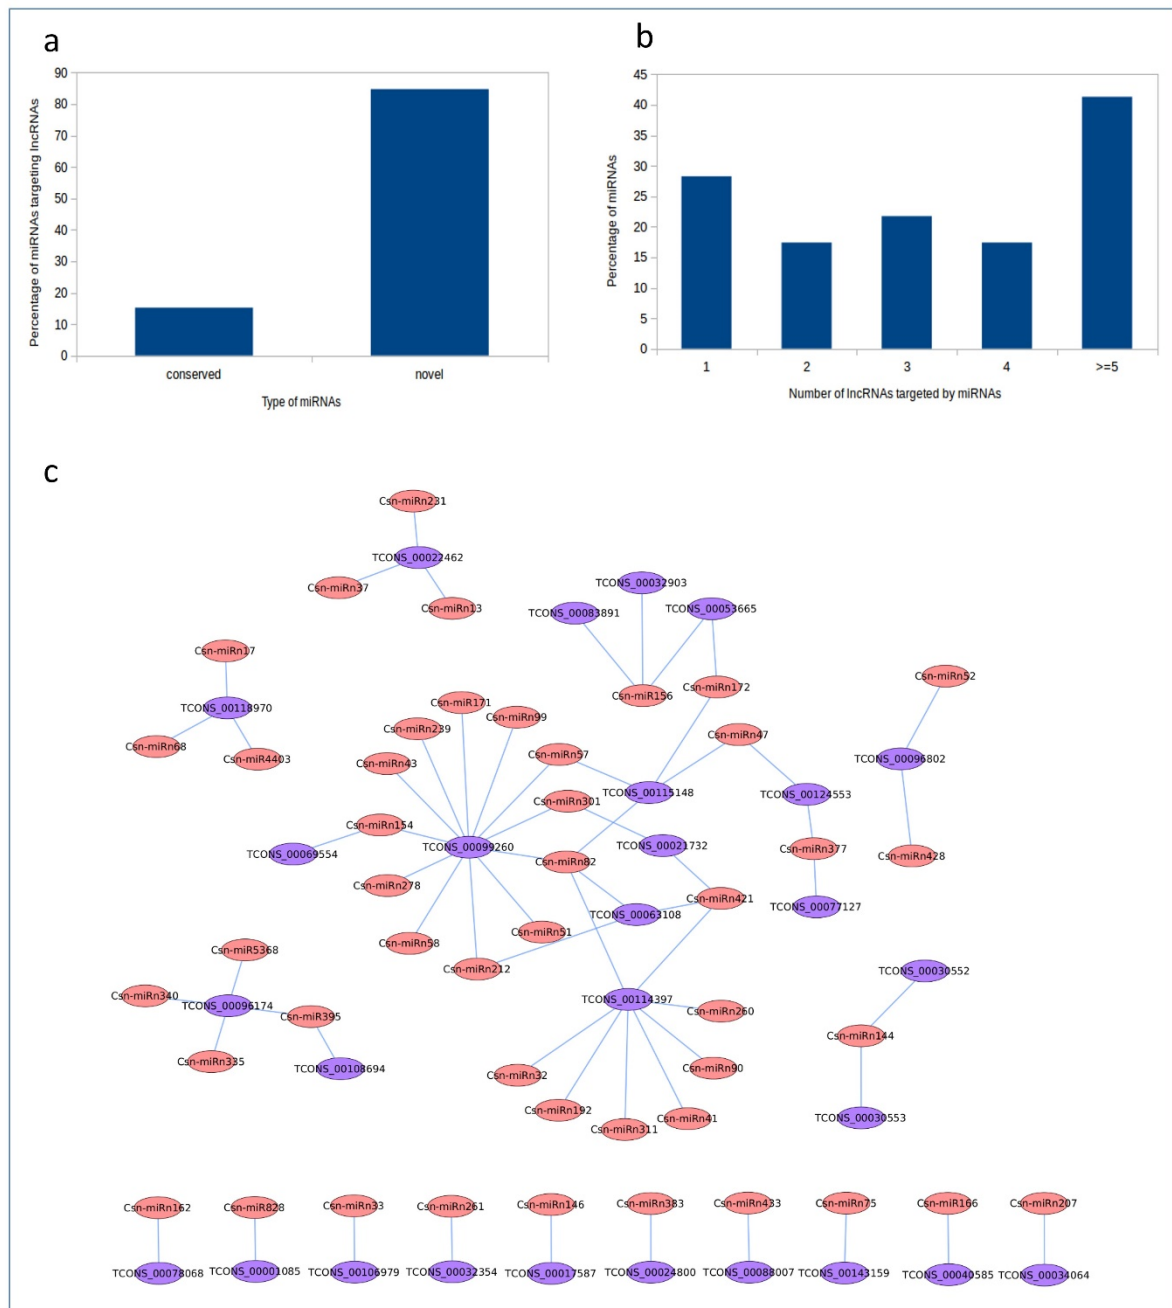 a
90
80
70
60
50
40
30
20
10
0
Percentage of miRNAs targeting lncRNAs
conserved novel
Type of miRNAs
b
45
40
35
30
25
20
15
10
5
0
Percentage of miRNAs
1 2 3 4 >=5
Number of lncRNAs targeted by miRNAs
c
Csn-miRn231
TCONS_00022462
Csn-miRn37
Csn-miRn13
TCONS_00032903
TCONS_00083891
TCONS_00053665
Csn-miRn17
Csn-miRn52
Csn-miR156
Csn-miRn172
TCONS_00118970
Csn-miR171
Csn-miRn99
Csn-miRn239
Csn-miRn47
Csn-miRn68
Csn-miR4403
Csn-miRn57
TCONS_00096802
Csn-miRn43
TCONS_00115148
TCONS_00124553
Csn-miRn301
Csn-miRn154
TCONS_00069554
TCONS_00099260
TCONS_00021732
Csn-miRn377
Csn-miRn428
Csn-miRn82
Csn-miRn278
Csn-miRn421
TCONS_00077127
TCONS_00063108
Csn-miRn51
Csn-miRn58
Csn-miR5368
Csn-miRn212
TCONS_00030552
Csn-miRn340
TCONS_00096174
TCONS_00114397
Csn-miRn260
Csn-miR395
Csn-miRn144
Csn-miRn335
TCONS_00108694
Csn-miRn32
Csn-miRn90
Csn-miRn192
Csn-miRn41
Csn-miRn311
TCONS_00030553
Csn-miRn162 Csn-miR828 Csn-miRn33 Csn-miRn261 Csn-miRn146 Csn-miRn383 Csn-miRn433 Csn-miRn75 Csn-miR166 Csn-miRn207
TCONS_00078068 TCONS_00001085 TCONS_00106979 TCONS_00032354 TCONS_00017587 TCONS_00024800 TCONS_00088007 TCONS_00143159 TCONS_00040585 TCONS_00034064